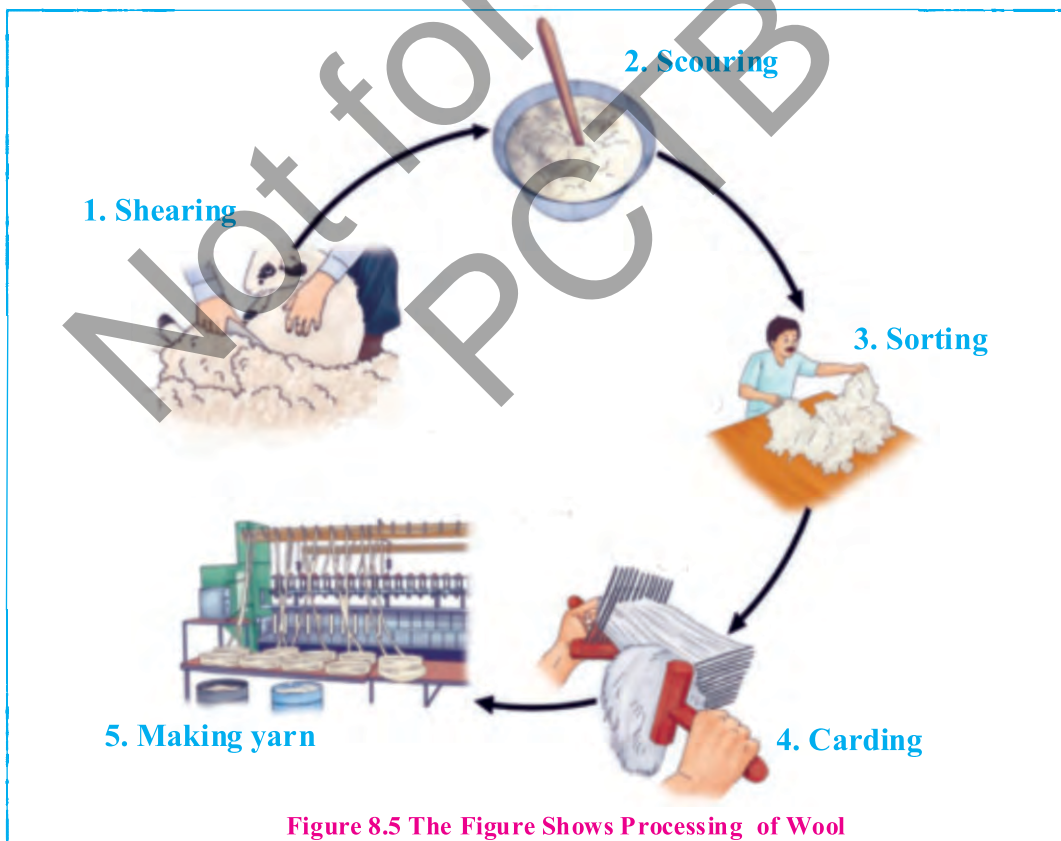 1. Shearing
2. Scouring
3. Sorting
4. Carding
5. Making yarn
Figure 8.5 The Figure Shows Processing of Wool
Not for
PCTB